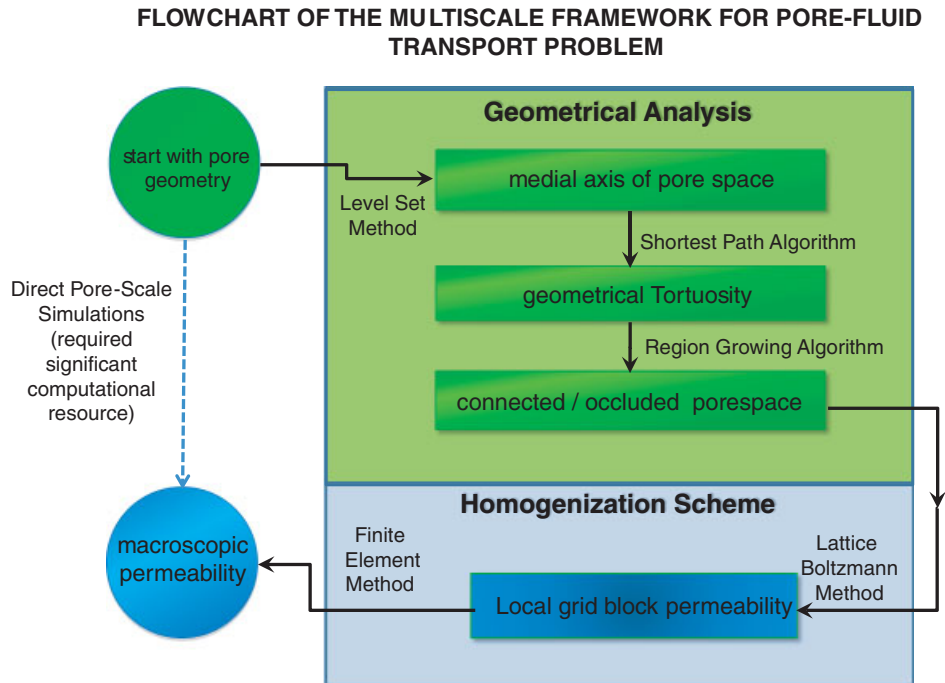 FLOWCHART OF THE MULTISCALE FRAMEWORK FOR PORE-FLUID
TRANSPORT PROBLEM
Geometrical Analysis
start with pore
geometry
medial axis of pore space
Level Set
Method
Shortest Path Algorithm
Direct Pore-Scale
Simulations
(required
significant
computational
resource)
geometrical Tortuosity
Region Growing Algorithm
connected / occluded porespace
Homogenization Scheme
macroscopic
permeability
Finite
Element
Method
Lattice
Boltzmann
Method
Local grid block permeability